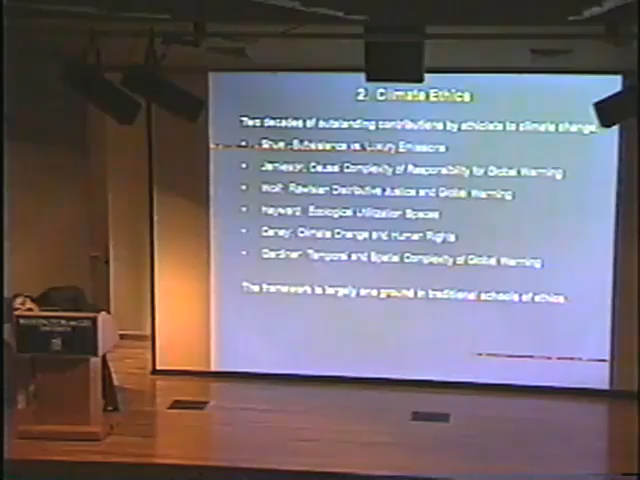 2. Climate Ethics
Two decades of outstanding contributions by ethicists to climate change.
• Shue: Subsistence vs. Luxury Emissions
• Jamieson: Causal Complexity of Responsibility for Global Warming
• Wolf: Rawlsian Distributive Justice and Global Warming
• Hayward: Ecological Utilization Spaces
• Caney: Climate Change and Human Rights
• Gardiner: Temporal and Spatial Complexity of Global Warming
The framework is largely one ground in traditional schools of ethics.